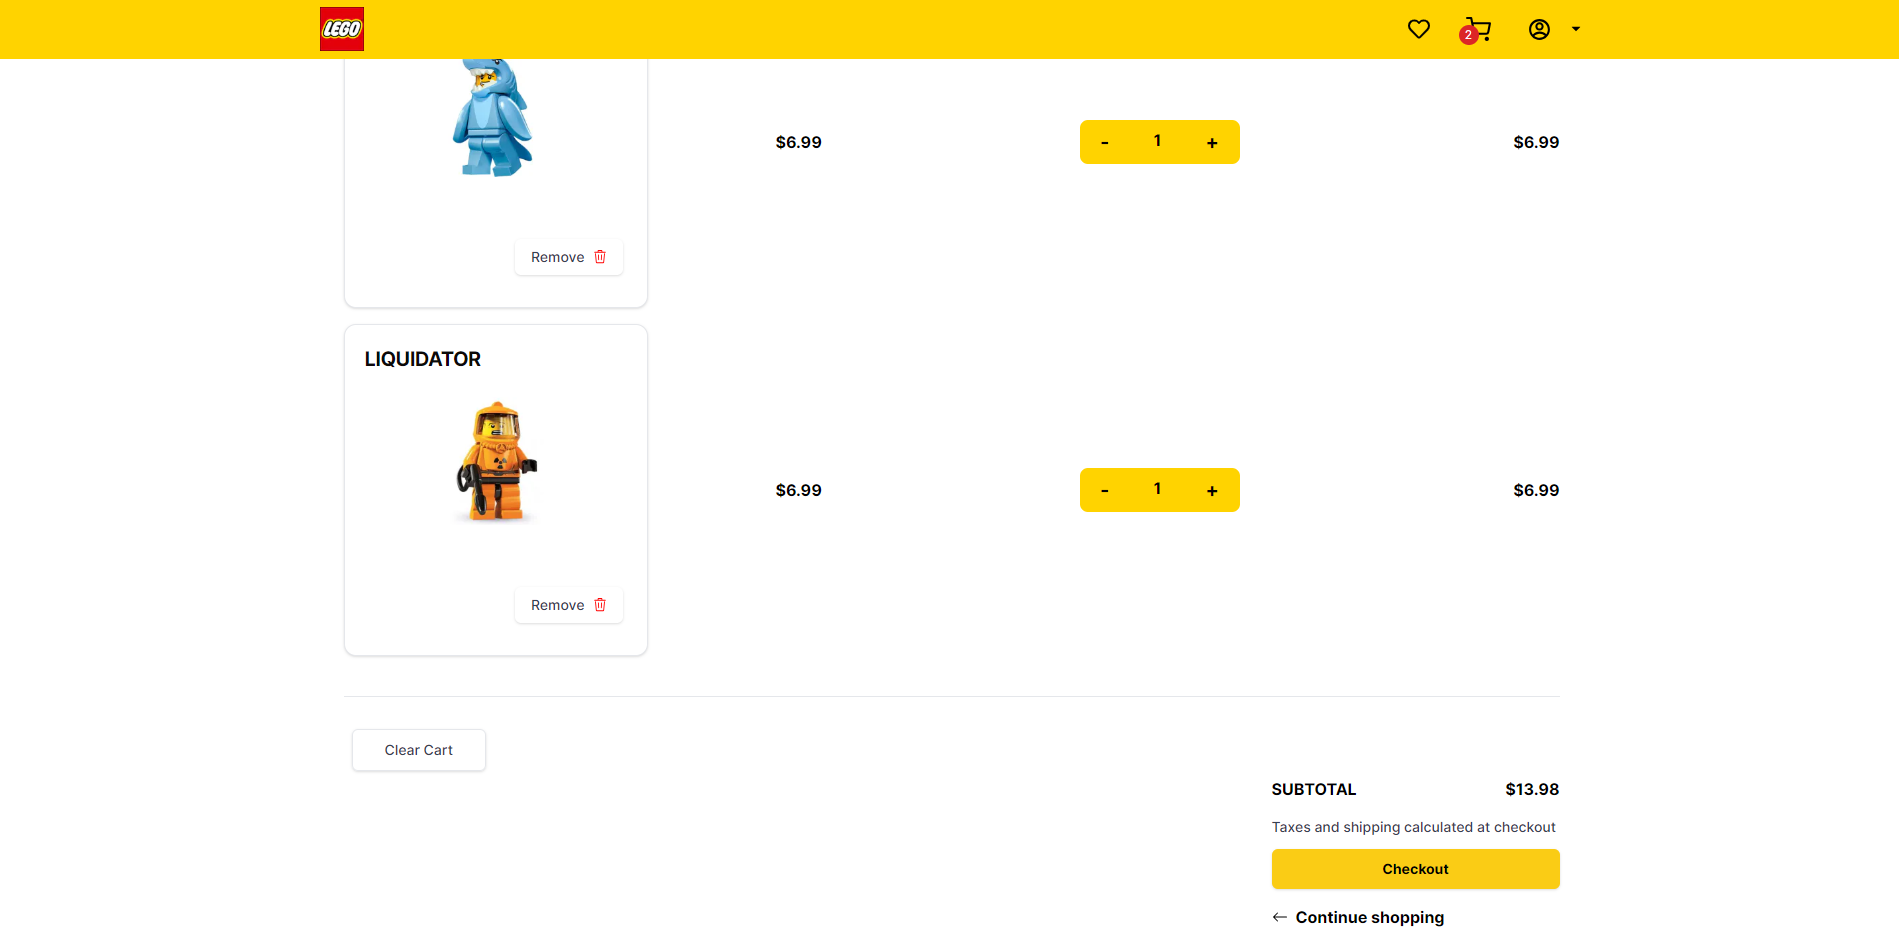 LEGO
2
$6.99 - 1 + $6.99
Remove
LIQUIDATOR
$6.99 - 1 + $6.99
Remove
Clear Cart
SUBTOTAL $13.98
Taxes and shipping calculated at checkout
Checkout
← Continue shopping